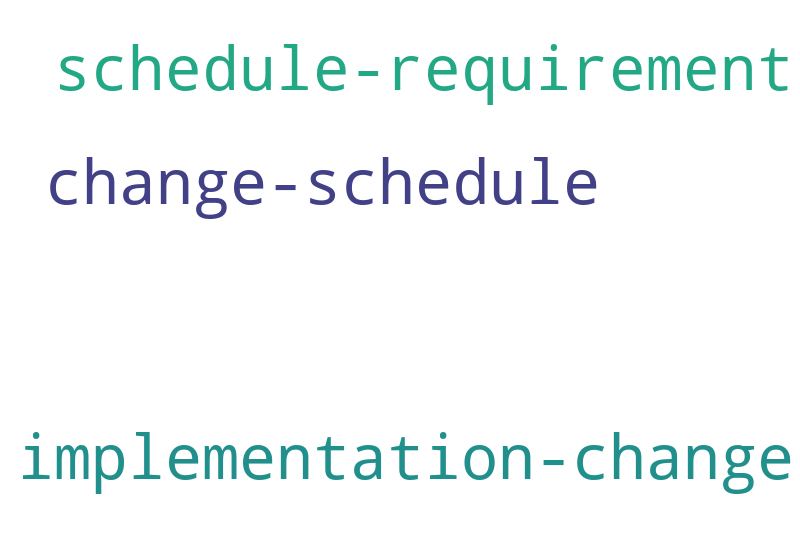 schedule-requirement
change-schedule
implementation-change